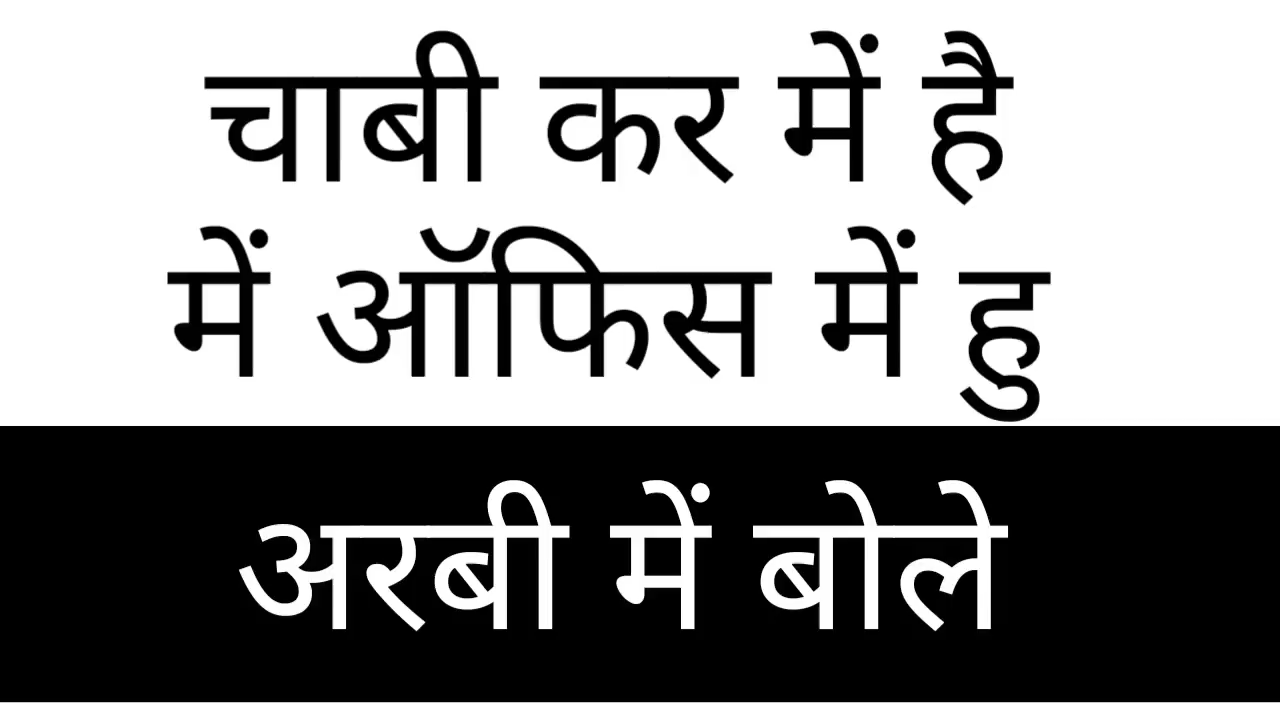 चाबी कर में है
में ऑफिस में हु
अरबी में बोले